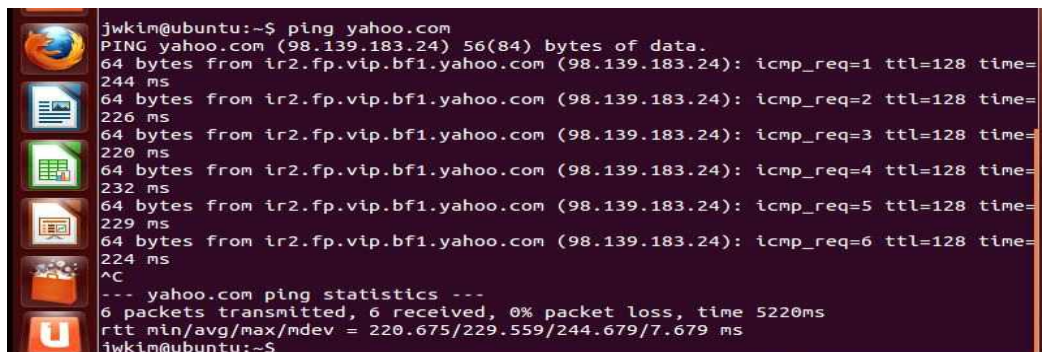 jwkim@ubuntu:~$ ping yahoo.com
PING yahoo.com (98.139.183.24) 56(84) bytes of data.
64 bytes from ir2.fp.vip.bf1.yahoo.com (98.139.183.24): icmp_req=1 ttl=128 time=
244 ms
64 bytes from ir2.fp.vip.bf1.yahoo.com (98.139.183.24): icmp_req=2 ttl=128 time=
226 ms
64 bytes from ir2.fp.vip.bf1.yahoo.com (98.139.183.24): icmp_req=3 ttl=128 time=
220 ms
64 bytes from ir2.fp.vip.bf1.yahoo.com (98.139.183.24): icmp_req=4 ttl=128 time=
232 ms
64 bytes from ir2.fp.vip.bf1.yahoo.com (98.139.183.24): icmp_req=5 ttl=128 time=
229 ms
64 bytes from ir2.fp.vip.bf1.yahoo.com (98.139.183.24): icmp_req=6 ttl=128 time=
224 ms
^C
--- yahoo.com ping statistics ---
6 packets transmitted, 6 received, 0% packet loss, time 5220ms
rtt min/avg/max/mdev = 220.675/229.559/244.679/7.679 ms
jwkim@ubuntu:~$